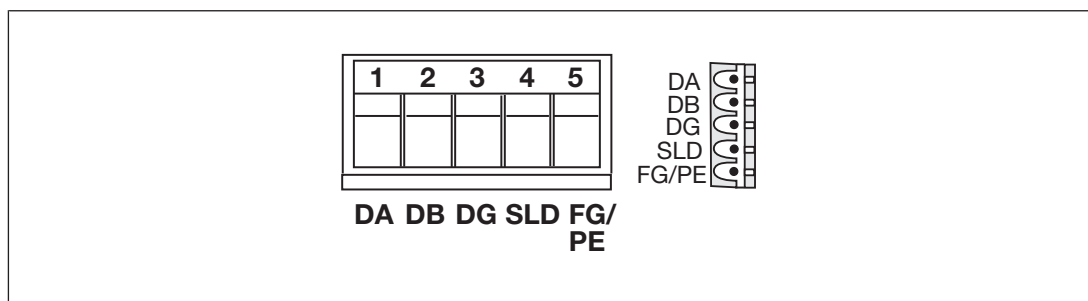 1 2 3 4 5
DA DB DG SLD FG/
PE
DA
DB
DG
SLD
FG/PE